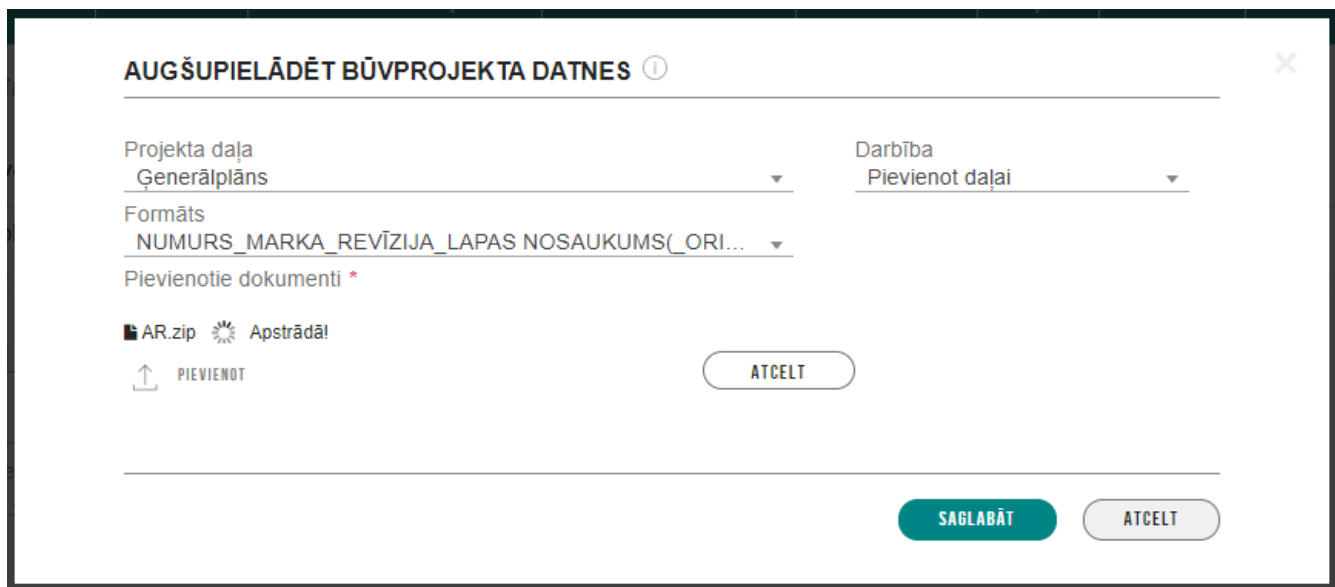 AUGŠUPIELĀDĒT BŪVPROJEKTA DATNES
Projekta daļa
Ģenerālplāns
Darbība
Pievienot daļai
Formāts
NUMURS_MARKA_REVĪZIJA_LAPAS NOSAUKUMS(_ORI...
Pievienotie dokumenti *
AR.zip Apstrādā!
PIEVIENOT
ATCELT
SAGLABĀT
ATCELT